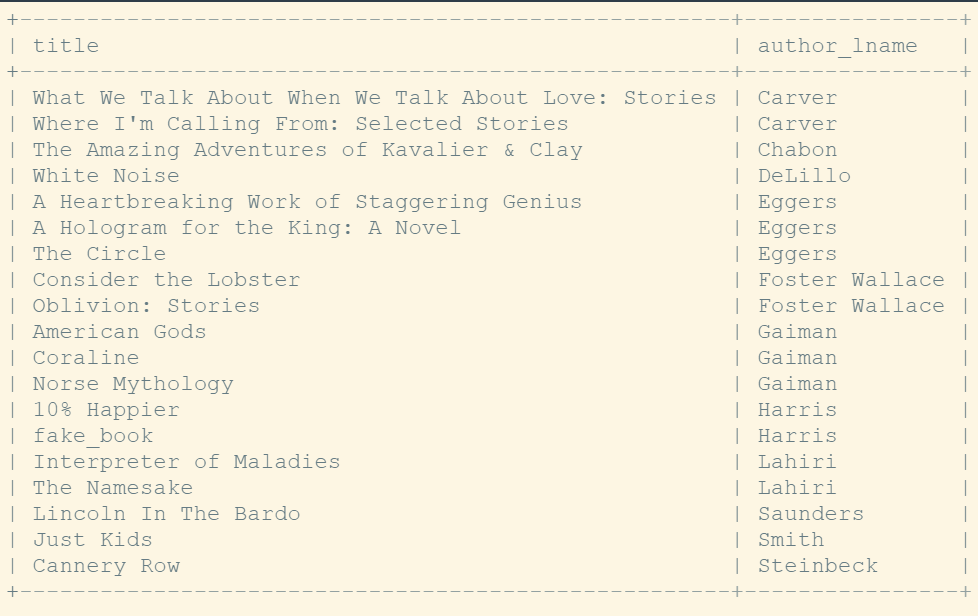 +-----------------------------------------------------+----------------+
| title                                               | author_lname   |
+-----------------------------------------------------+----------------+
| What We Talk About When We Talk About Love: Stories | Carver         |
| Where I'm Calling From: Selected Stories            | Carver         |
| The Amazing Adventures of Kavalier & Clay           | Chabon         |
| White Noise                                         | DeLillo        |
| A Heartbreaking Work of Staggering Genius           | Eggers         |
| A Hologram for the King: A Novel                    | Eggers         |
| The Circle                                          | Eggers         |
| Consider the Lobster                                | Foster Wallace |
| Oblivion: Stories                                   | Foster Wallace |
| American Gods                                       | Gaiman         |
| Coraline                                            | Gaiman         |
| Norse Mythology                                     | Gaiman         |
| 10% Happier                                         | Harris         |
| fake_book                                           | Harris         |
| Interpreter of Maladies                             | Lahiri         |
| The Namesake                                        | Lahiri         |
| Lincoln In The Bardo                                | Saunders       |
| Just Kids                                           | Smith          |
| Cannery Row                                         | Steinbeck      |
+-----------------------------------------------------+----------------+